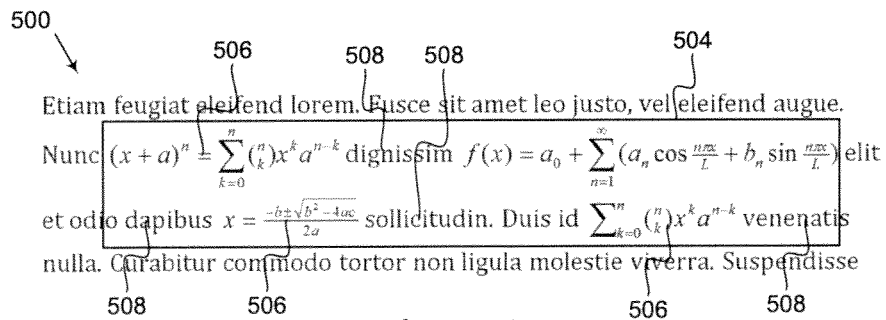 500
506 508 508 504
Etiam feugiat eleifend lorem. Fusce sit amet leo justo, vel eleifend augue.
Nunc (x + a)^n = \sum_{k=0}^{n} \binom{n}{k} x^k a^{n-k} dignissim f(x) = a_0 + \sum_{n=1}^{\infty} (a_n cos \frac{nπx}{L} + b_n sin \frac{nπx}{L}) elit
et odio dapibus x = \frac{-b±\sqrt{b^2-4ac}}{2a} sollicitudin. Duis id \sum_{k=0}^{n} \binom{n}{k} x^k a^{n-k} venenatis
nulla. Curabitur commodo tortor non ligula molestie viverra. Suspendisse
508 506 506 508